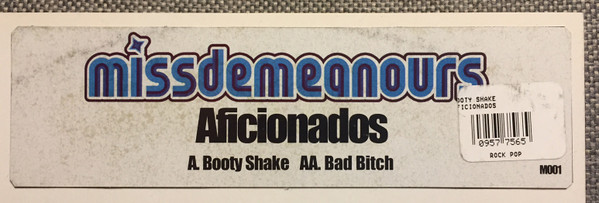 missdemeanours
Aficionados
A. Booty Shake AA. Bad Bitch
OOTY SHAKE
FICIONADOS
0957 7565
ROCK POP
M001